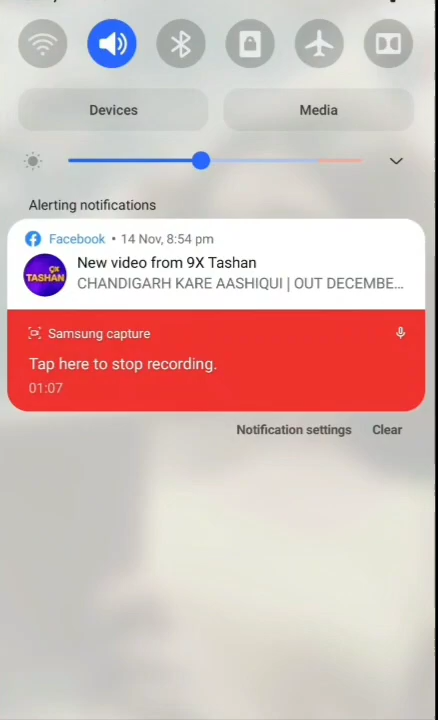 Devices
Media
Alerting notifications
Facebook • 14 Nov, 8:54 pm
9X
TASHAN
New video from 9X Tashan
CHANDIGARH KARE AASHIQUI | OUT DECEMBE...
Samsung capture
Tap here to stop recording.
01:07
Notification settings
Clear